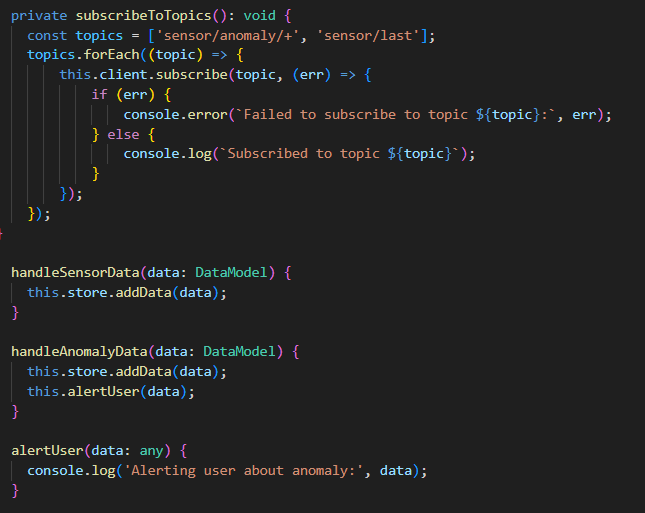 private subscribeToTopics(): void {
const topics = ['sensor/anomaly/+', 'sensor/last'];
topics.forEach((topic) => {
this.client.subscribe(topic, (err) => {
if (err) {
console.error(`Failed to subscribe to topic ${topic}:`, err);
} else {
console.log(`Subscribed to topic ${topic}`);
}
});
});
}
handleSensorData(data: DataModel) {
this.store.addData(data);
}
handleAnomalyData(data: DataModel) {
this.store.addData(data);
this.alertUser(data);
}
alertUser(data: any) {
console.log('Alerting user about anomaly:', data);
}